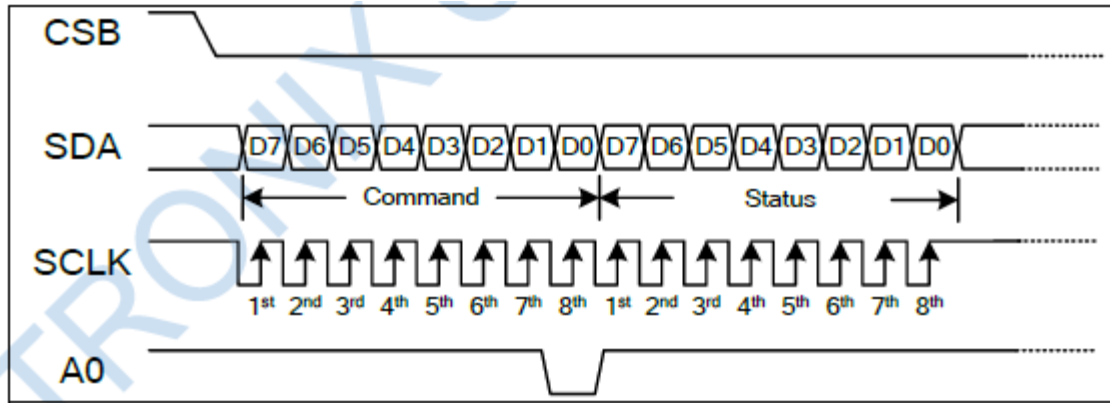 CSB
SDA D7 D6 D5 D4 D3 D2 D1 D0 D7 D6 D5 D4 D3 D2 D1 D0
Command Status
SCLK
1st 2nd 3rd 4th 5th 6th 7th 8th 1st 2nd 3rd 4th 5th 6th 7th 8th
A0